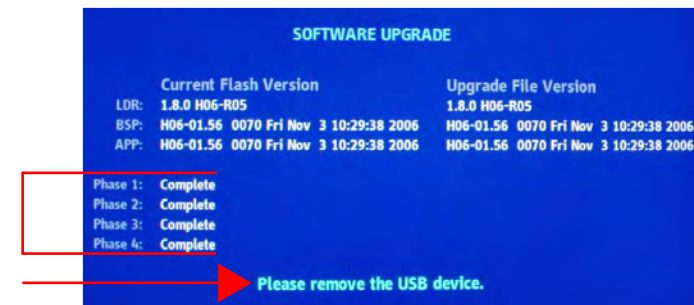 SOFTWARE UPGRADE
Current Flash Version Upgrade File Version
LDR: 1.8.0 H06-R05 1.8.0 H06-R05
BSP: H06-01.56 0070 Fri Nov 3 10:29:38 2006 H06-01.56 0070 Fri Nov 3 10:29:38 2006
APP: H06-01.56 0070 Fri Nov 3 10:29:38 2006 H06-01.56 0070 Fri Nov 3 10:29:38 2006
Phase 1: Complete
Phase 2: Complete
Phase 3: Complete
Phase 4: Complete
Please remove the USB device.